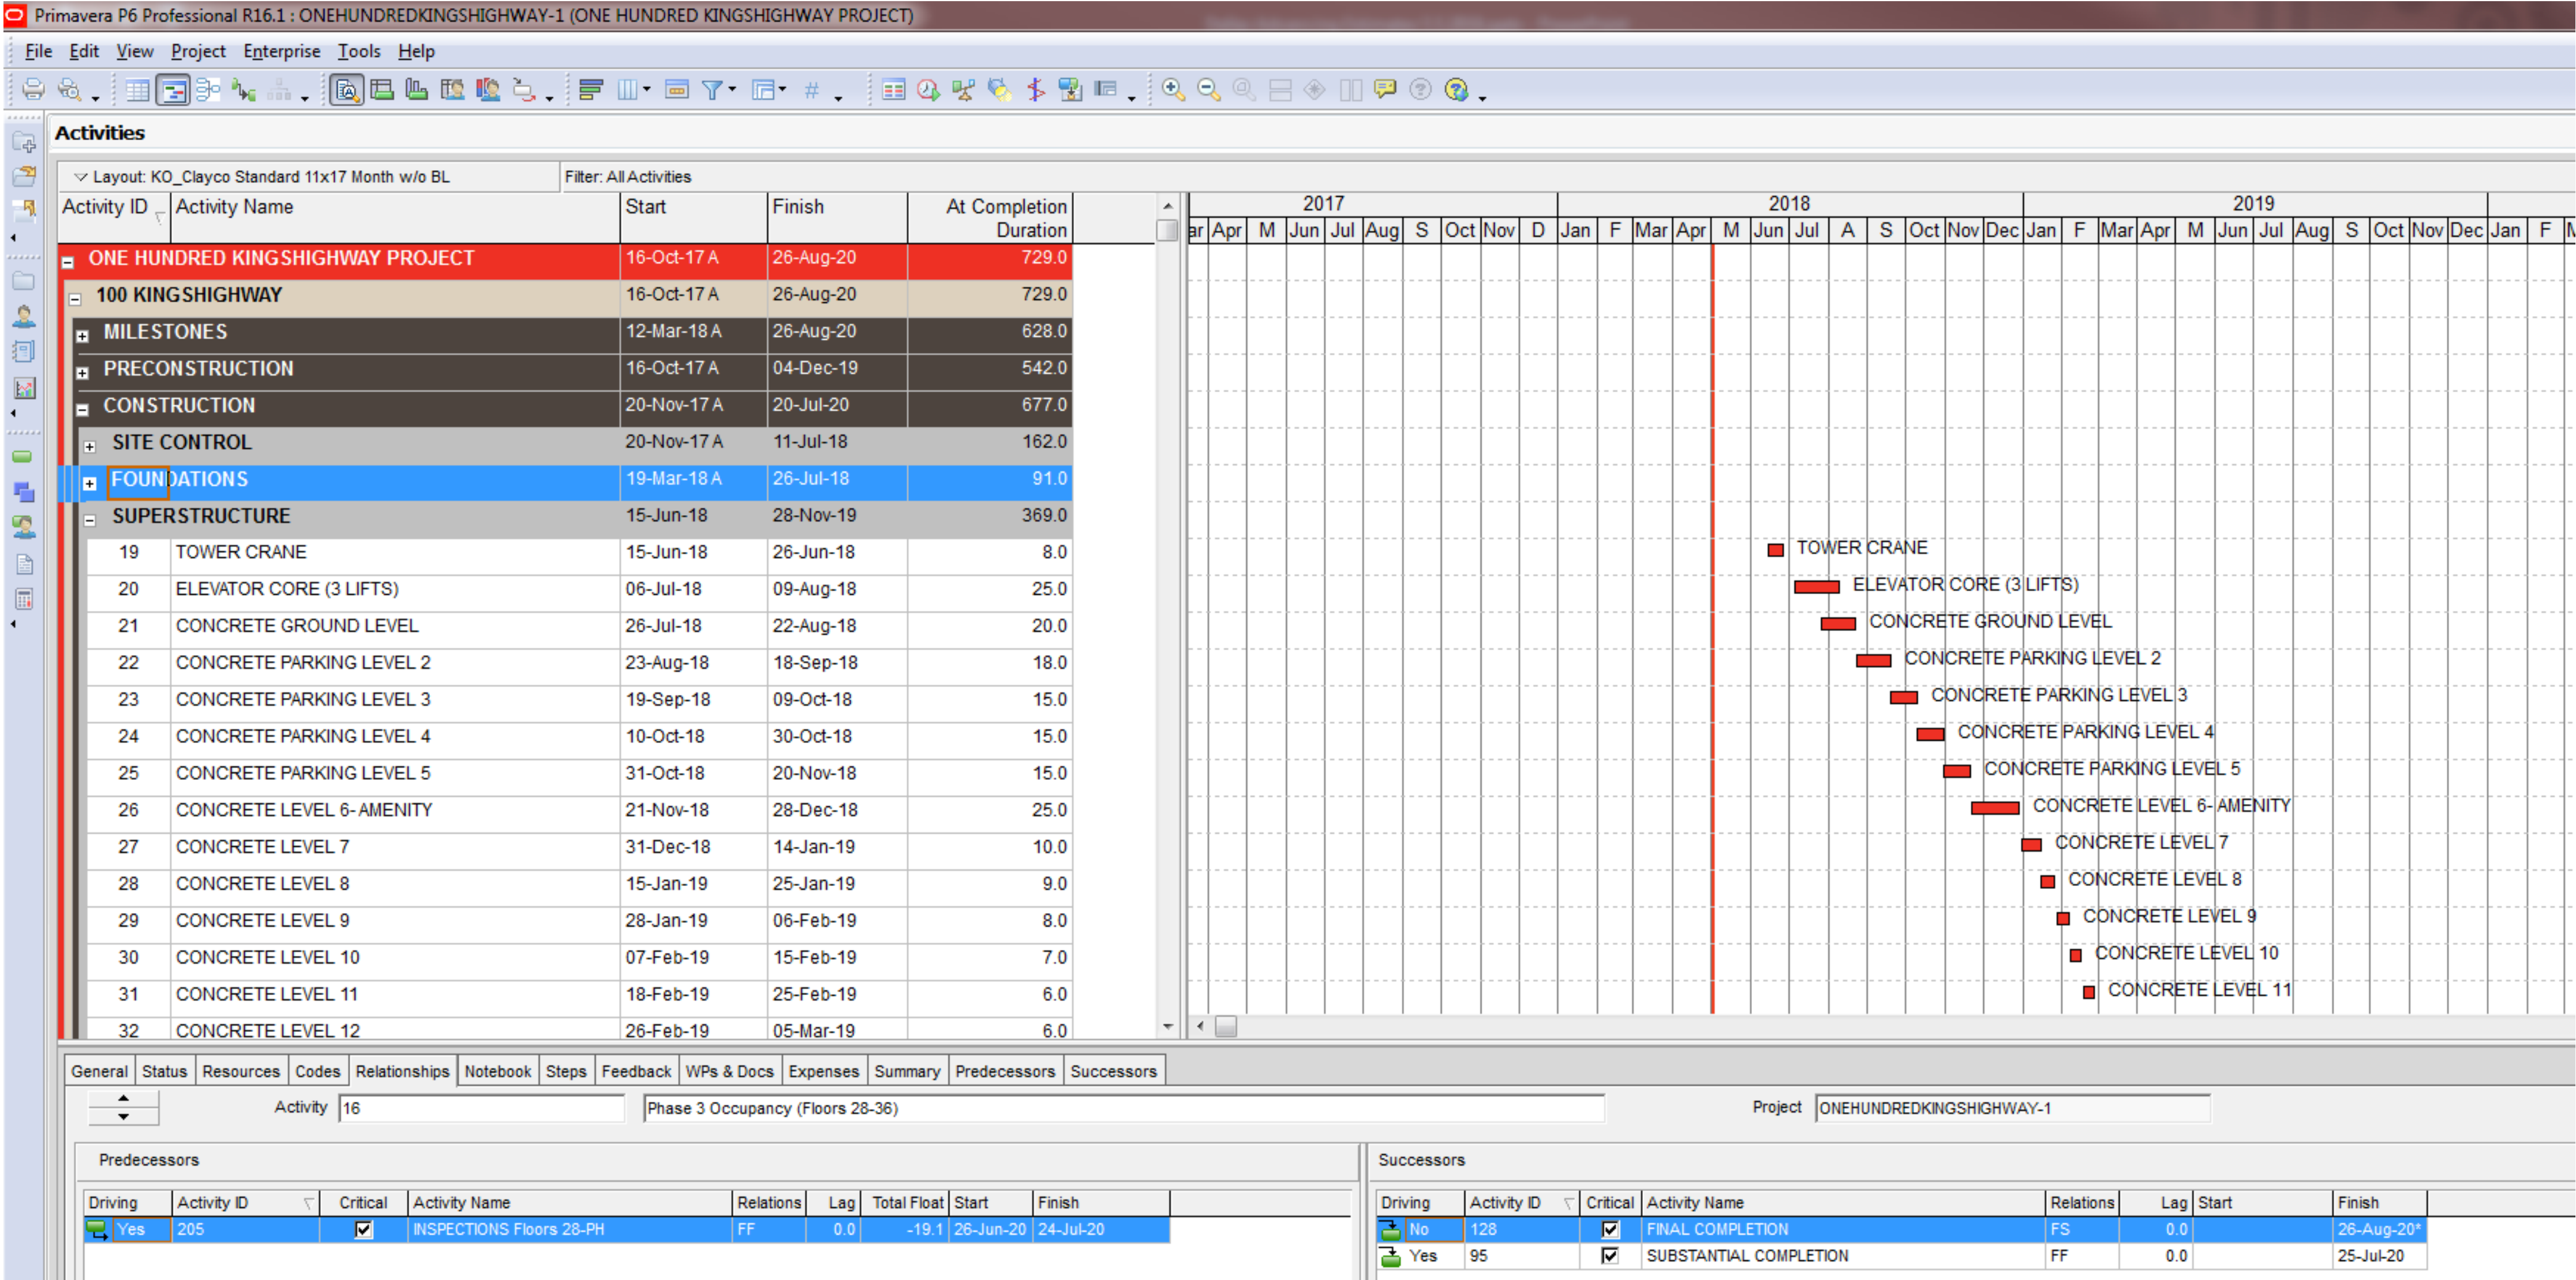 Primavera P6 Professional R16.1 : ONEHUNDREDKINGSHIGHWAY-1 (ONE HUNDRED KINGSHIGHWAY PROJECT)
File Edit View Project Enterprise Tools Help
Activities
Layout: KO_Clayco Standard 11x17 Month w/o BL Filter: All Activities
Activity ID Activity Name Start Finish At Completion Duration
2017 2018 2019
ar Apr M Jun Jul Aug S Oct Nov D Jan F Mar Apr M Jun Jul A S Oct Nov Dec Jan F Mar Apr M Jun Jul Aug S Oct Nov Dec Jan F M
ONE HUNDRED KINGSHIGHWAY PROJECT 16-Oct-17 A 26-Aug-20 729.0
100 KINGSHIGHWAY 16-Oct-17 A 26-Aug-20 729.0
MILESTONES 12-Mar-18 A 26-Aug-20 628.0
PRECONSTRUCTION 16-Oct-17 A 04-Dec-19 542.0
CONSTRUCTION 20-Nov-17 A 20-Jul-20 677.0
SITE CONTROL 20-Nov-17 A 11-Jul-18 162.0
FOUNDATIONS 19-Mar-18 A 26-Jul-18 91.0
SUPERSTRUCTURE 15-Jun-18 28-Nov-19 369.0
19 TOWER CRANE 15-Jun-18 26-Jun-18 8.0 TOWER CRANE
20 ELEVATOR CORE (3 LIFTS) 06-Jul-18 09-Aug-18 25.0 ELEVATOR CORE (3 LIFTS)
21 CONCRETE GROUND LEVEL 26-Jul-18 22-Aug-18 20.0 CONCRETE GROUND LEVEL
22 CONCRETE PARKING LEVEL 2 23-Aug-18 18-Sep-18 18.0 CONCRETE PARKING LEVEL 2
23 CONCRETE PARKING LEVEL 3 19-Sep-18 09-Oct-18 15.0 CONCRETE PARKING LEVEL 3
24 CONCRETE PARKING LEVEL 4 10-Oct-18 30-Oct-18 15.0 CONCRETE PARKING LEVEL 4
25 CONCRETE PARKING LEVEL 5 31-Oct-18 20-Nov-18 15.0 CONCRETE PARKING LEVEL 5
26 CONCRETE LEVEL 6- AMENITY 21-Nov-18 28-Dec-18 25.0 CONCRETE LEVEL 6- AMENITY
27 CONCRETE LEVEL 7 31-Dec-18 14-Jan-19 10.0 CONCRETE LEVEL 7
28 CONCRETE LEVEL 8 15-Jan-19 25-Jan-19 9.0 CONCRETE LEVEL 8
29 CONCRETE LEVEL 9 28-Jan-19 06-Feb-19 8.0 CONCRETE LEVEL 9
30 CONCRETE LEVEL 10 07-Feb-19 15-Feb-19 7.0 CONCRETE LEVEL 10
31 CONCRETE LEVEL 11 18-Feb-19 25-Feb-19 6.0 CONCRETE LEVEL 11
32 CONCRETE LEVEL 12 26-Feb-19 05-Mar-19 6.0
General Status Resources Codes Relationships Notebook Steps Feedback WPs & Docs Expenses Summary Predecessors Successors
Activity 16 Phase 3 Occupancy (Floors 28-36) Project ONEHUNDREDKINGSHIGHWAY-1
Predecessors
Driving Activity ID Critical Activity Name Relations Lag Total Float Start Finish
Yes 205 INSPECTIONS Floors 28-PH FF 0.0 -19.1 26-Jun-20 24-Jul-20
Successors
Driving Activity ID Critical Activity Name Relations Lag Start Finish
No 128 FINAL COMPLETION FS 0.0 26-Aug-20*
Yes 95 SUBSTANTIAL COMPLETION FF 0.0 25-Jul-20